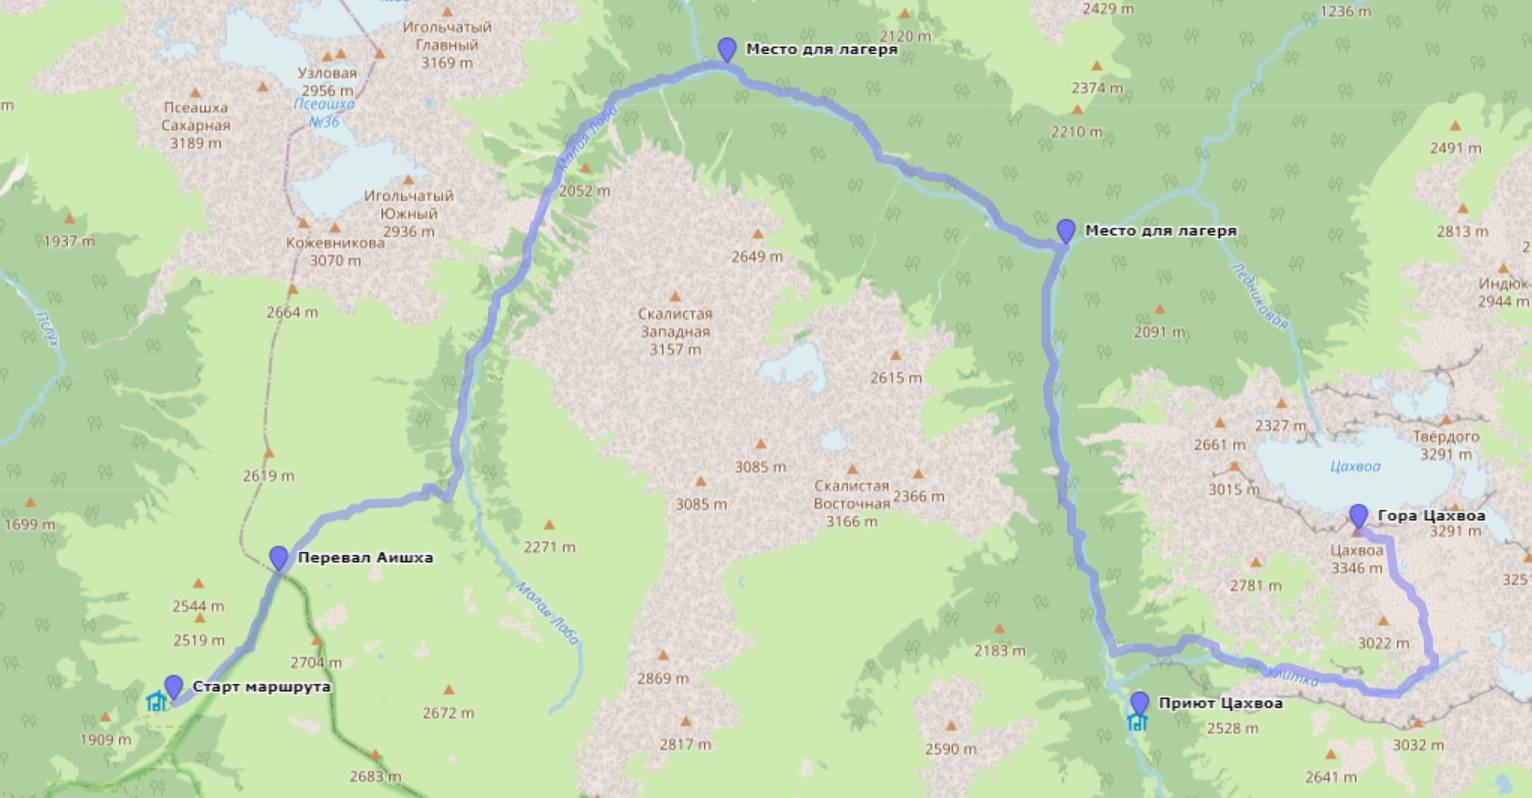 2429 m
1236 m
Игольчатый
Главный
3169 m
2120 m
Место для лагеря
Узловая
2956 m
Псеашха
№36
2374 m
m
Псеашха
Сахарная
3189 m
2210 m
Малая Лаба
2491 m
2052 m
Игольчатый
Южный
2936 m
1937 m
Кожевникова
3070 m
2649 m
Место для лагеря
2813 m
Ледниковая
Индюк
2944 m
2664 m
Пслух
Скалистая
Западная
3157 m
2091 m
2615 m
2327 m
2661 m
Твёрдого
3291 m
Цахвоа
3085 m
2619 m
3015 m
3085 m
Скалистая
Восточная
3166 m
2366 m
1699 m
Гора Цахвоа
3291 m
2271 m
Перевал Аишха
Цахвоа
3346 m
2781 m
2544 m
Малая Лаба
2519 m
2183 m
3022 m
2704 m
2869 m
Улитка
Старт маршрута
Приют Цахвоа
2672 m
2528 m
1909 m
2817 m
2590 m
3032 m
2683 m
2641 m